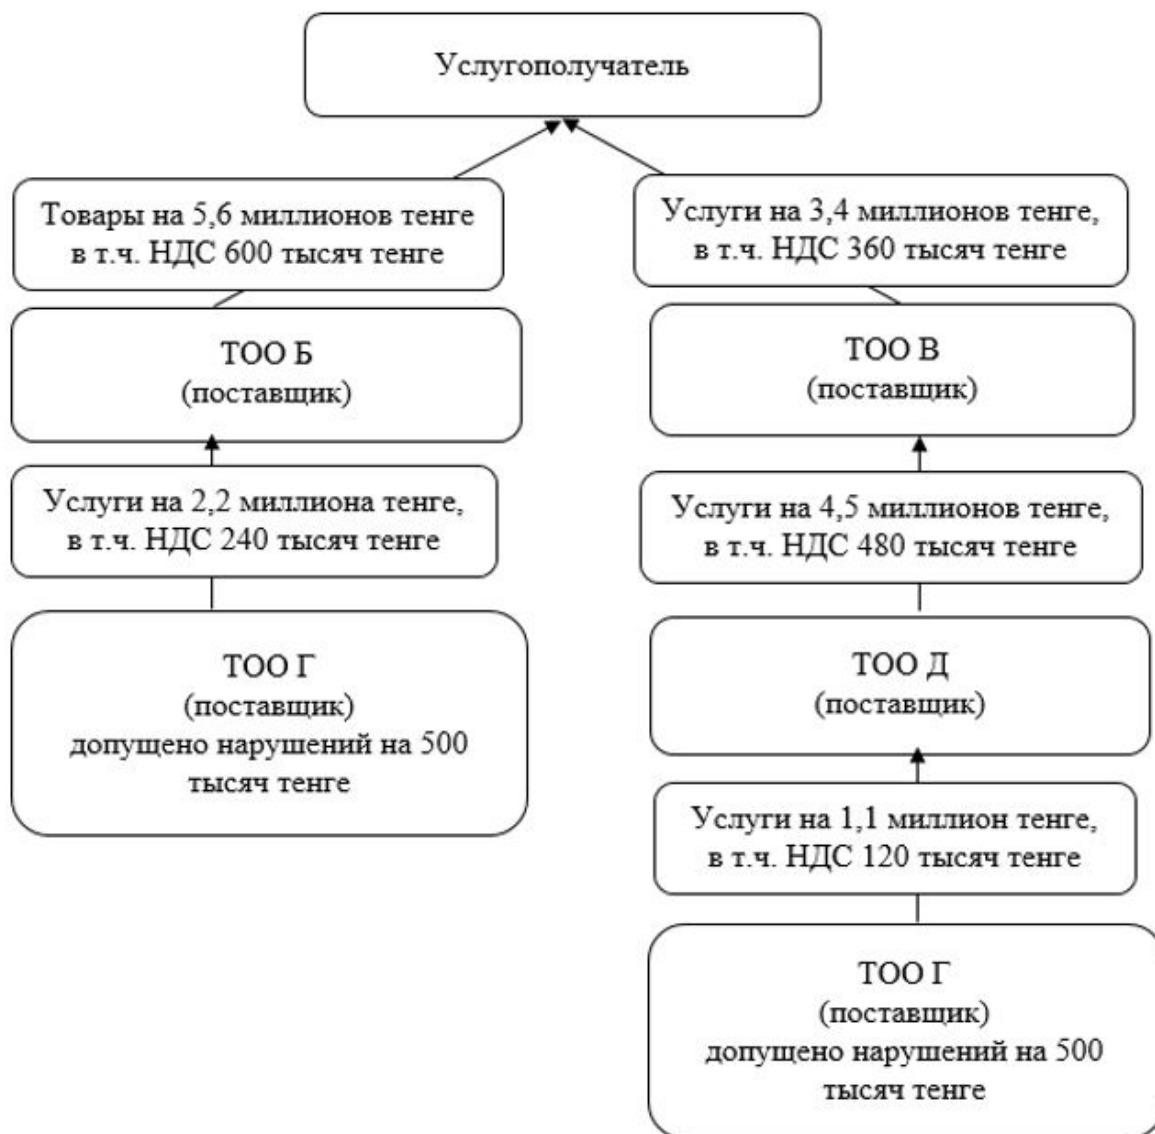 Услугополучатель
Товары на 5,6 миллионов тенге
в т.ч. НДС 600 тысяч тенге
Услуги на 3,4 миллионов тенге,
в т.ч. НДС 360 тысяч тенге
ТОО Б
(поставщик)
ТОО В
(поставщик)
Услуги на 2,2 миллиона тенге,
в т.ч. НДС 240 тысяч тенге
Услуги на 4,5 миллионов тенге,
в т.ч. НДС 480 тысяч тенге
ТОО Г
(поставщик)
допущено нарушений на 500
тысяч тенге
ТОО Д
(поставщик)
Услуги на 1,1 миллион тенге,
в т.ч. НДС 120 тысяч тенге
ТОО Г
(поставщик)
допущено нарушений на 500
тысяч тенге